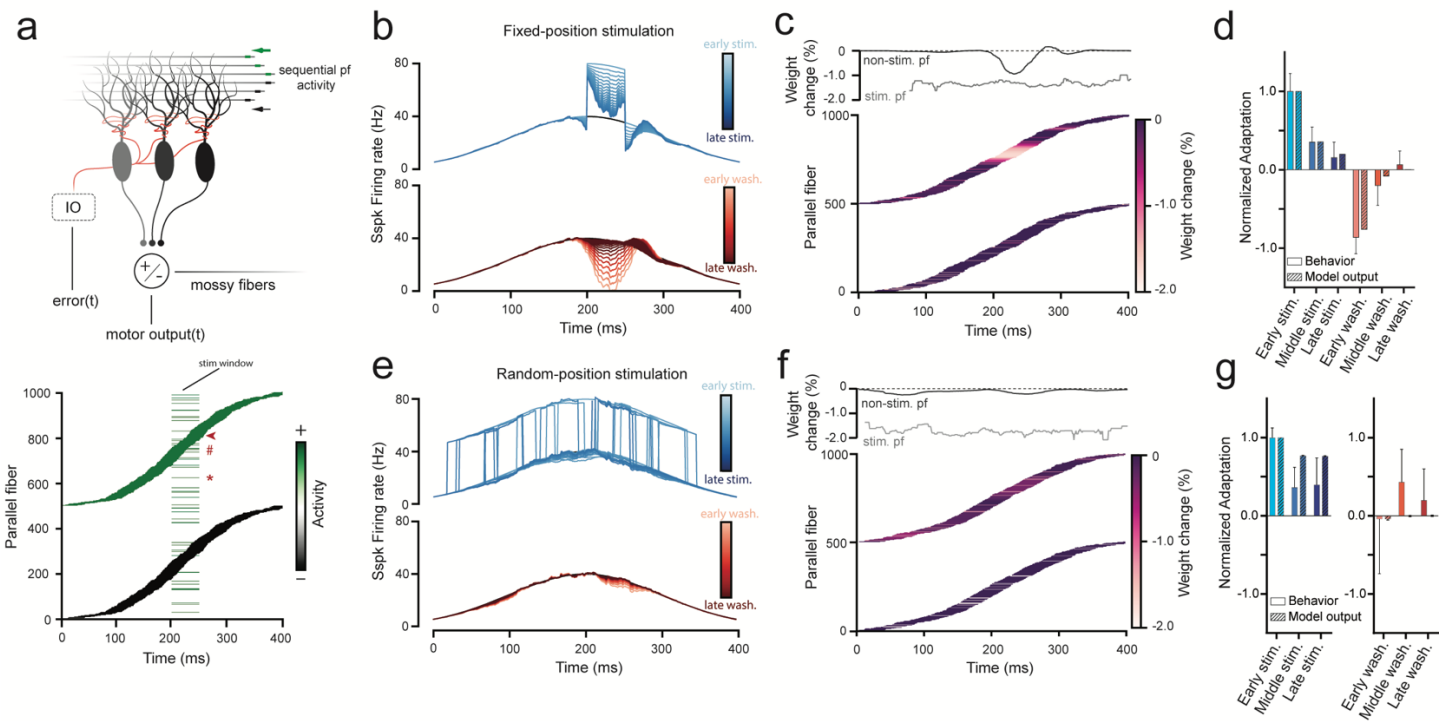 a
sequential pf
activity
IO
+/-
mossy fibers
error(t)
motor output(t)
stim window
1000
800
600
400
200
0
Parallel fiber
#
*
+
Activity
–
0
100
200
300
400
Time (ms)
b
Fixed-position stimulation
early stim.
late stim.
80
40
0
Sspk Firing rate (Hz)
early wash.
late wash.
80
40
0
0
100
200
300
400
Time (ms)
c
Weight
change (%)
0
-1.0
-2.0
non-stim. pf
stim. pf
1000
500
0
Parallel fiber
0
-1.0
-2.0
Weight change (%)
0
100
200
300
400
Time (ms)
d
Normalized Adaptation
1.0
0.0
-1.0
Behavior
Model output
Early stim.
Middle stim.
Late stim.
Early wash.
Middle wash.
Late wash.
e
Random-position stimulation
early stim.
late stim.
80
40
0
Sspk Firing rate (Hz)
early wash.
late wash.
80
40
0
0
100
200
300
400
Time (ms)
f
Weight
change (%)
0
-1.0
-2.0
non-stim. pf
stim. pf
1000
500
0
Parallel fiber
0
-1.0
-2.0
Weight change (%)
0
100
200
300
400
Time (ms)
g
Normalized Adaptation
1.0
0.0
-1.0
Behavior
Model output
Early stim.
Middle stim.
Late stim.
1.0
0.0
-1.0
Early wash.
Middle wash.
Late wash.